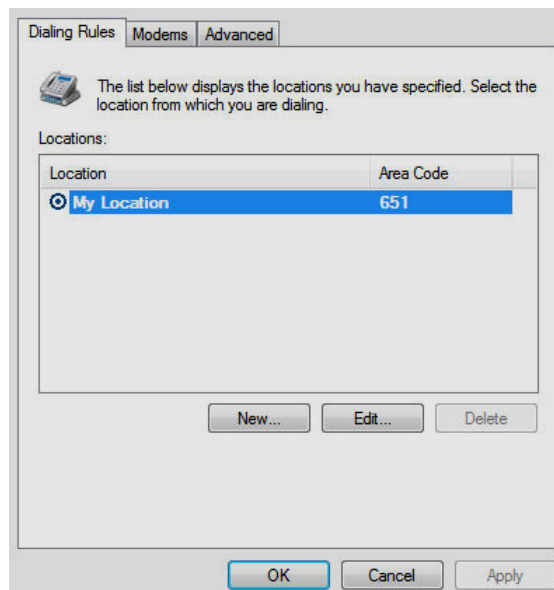 Dialing Rules Modems Advanced
The list below displays the locations you have specified. Select the
location from which you are dialing.
Locations:
Location Area Code
My Location 651
New... Edit... Delete
OK Cancel Apply